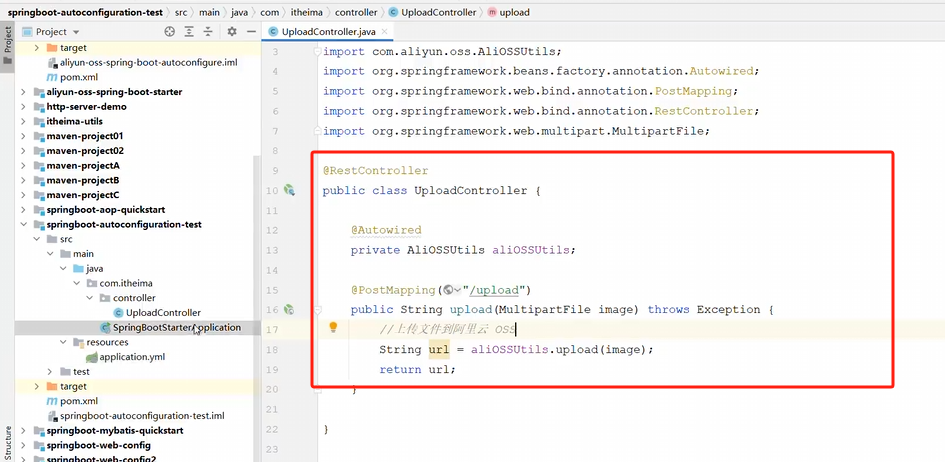 springboot-autoconfiguration-test src main java com itheima controller UploadController upload
Project
UploadController.java
Project
target
aliyun-oss-spring-boot-autoconfigure.iml
pom.xml
aliyun-oss-spring-boot-starter
http-server-demo
itheima-utils
maven-project01
maven-project02
maven-projectA
maven-projectB
maven-projectC
springboot-aop-quickstart
springboot-autoconfiguration-test
src
main
java
com.itheima
controller
UploadController
SpringBootStarterApplication
resources
application.yml
test
target
pom.xml
springboot-autoconfiguration-test.iml
springboot-mybatis-quickstart
springboot-web-config
springboot-web-config2
Structure
3 import com.aliyun.oss.AliOSSUtils;
4 import org.springframework.beans.factory.annotation.Autowired;
5 import org.springframework.web.bind.annotation.PostMapping;
6 import org.springframework.web.bind.annotation.RestController;
7 import org.springframework.web.multipart.MultipartFile;
8
9 @RestController
10 public class UploadController {
11
12 @Autowired
13 private AliOSSUtils aliOSSUtils;
14
15 @PostMapping("/upload")
16 public String upload(MultipartFile image) throws Exception {
17 //上传文件到阿里云 OSS
18 String url = aliOSSUtils.upload(image);
19 return url;
20 }
21
22 }
23